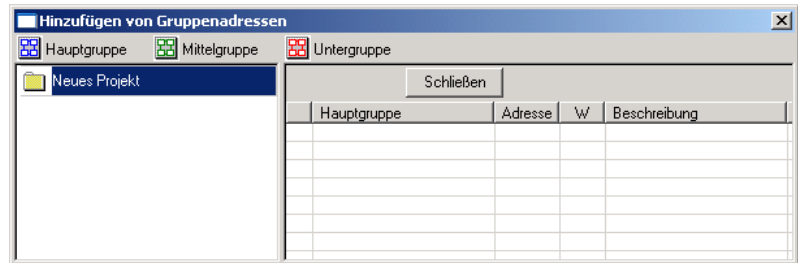 Hinzufügen von Gruppenadressen
Hauptgruppe Mittelgruppe Untergruppe
Neues Projekt
Schließen
Hauptgruppe Adresse W Beschreibung